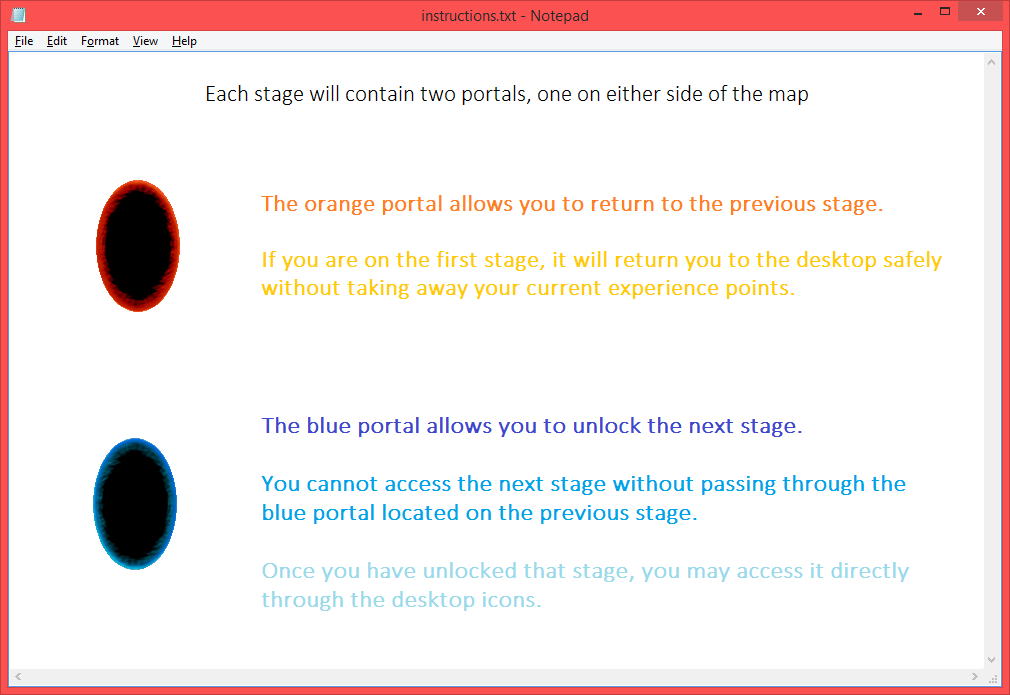 instructions.txt - Notepad
File Edit Format View Help
Each stage will contain two portals, one on either side of the map
The orange portal allows you to return to the previous stage.
If you are on the first stage, it will return you to the desktop safely
without taking away your current experience points.
The blue portal allows you to unlock the next stage.
You cannot access the next stage without passing through the
blue portal located on the previous stage.
Once you have unlocked that stage, you may access it directly
through the desktop icons.